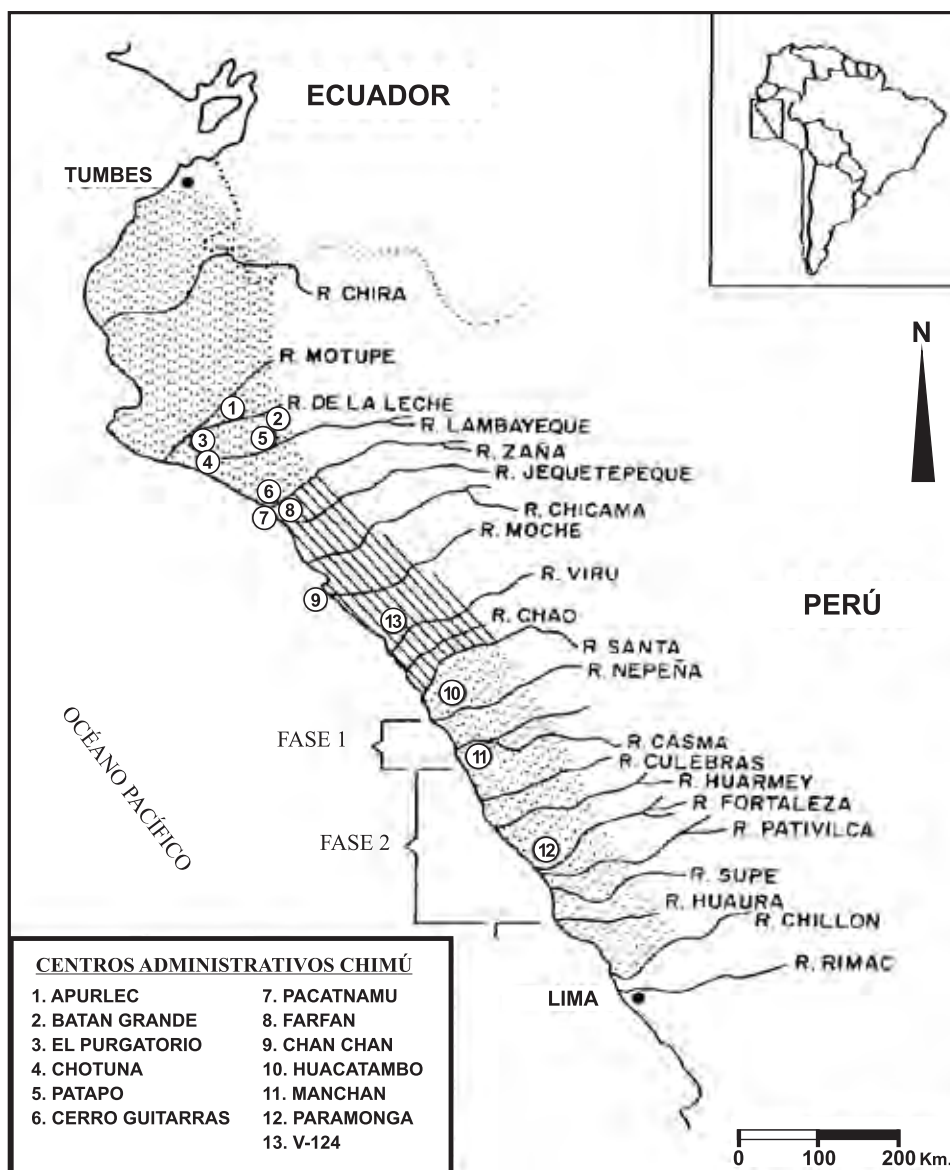 ECUADOR
TUMBES
R. CHIRA
N
R. MOTUPE
R. DE LA LECHE
1
2
R. LAMBAYEQUE
3
5
R. ZAÑA
4
R. JEQUETEPEQUE
6
8
7
R. CHICAMA
R. MOCHE
R. VIRU
9
PERÚ
13
R. CHAO
R. SANTA
R. NEPEÑA
10
OCÉANO PACÍFICO
FASE 1
R. CASMA
11
R. CULEBRAS
R. HUARMEY
R. FORTALEZA
FASE 2
R. PATIVILCA
12
R. SUPE
R. HUAURA
R. CHILLON
R. RIMAC
LIMA
CENTROS ADMINISTRATIVOS CHIMÚ
1. APURLEC
2. BATAN GRANDE
3. EL PURGATORIO
4. CHOTUNA
5. PATAPO
6. CERRO GUITARRAS
7. PACATNAMU
8. FARFAN
9. CHAN CHAN
10. HUACATAMBO
11. MANCHAN
12. PARAMONGA
13. V-124
0 100 200 Km.